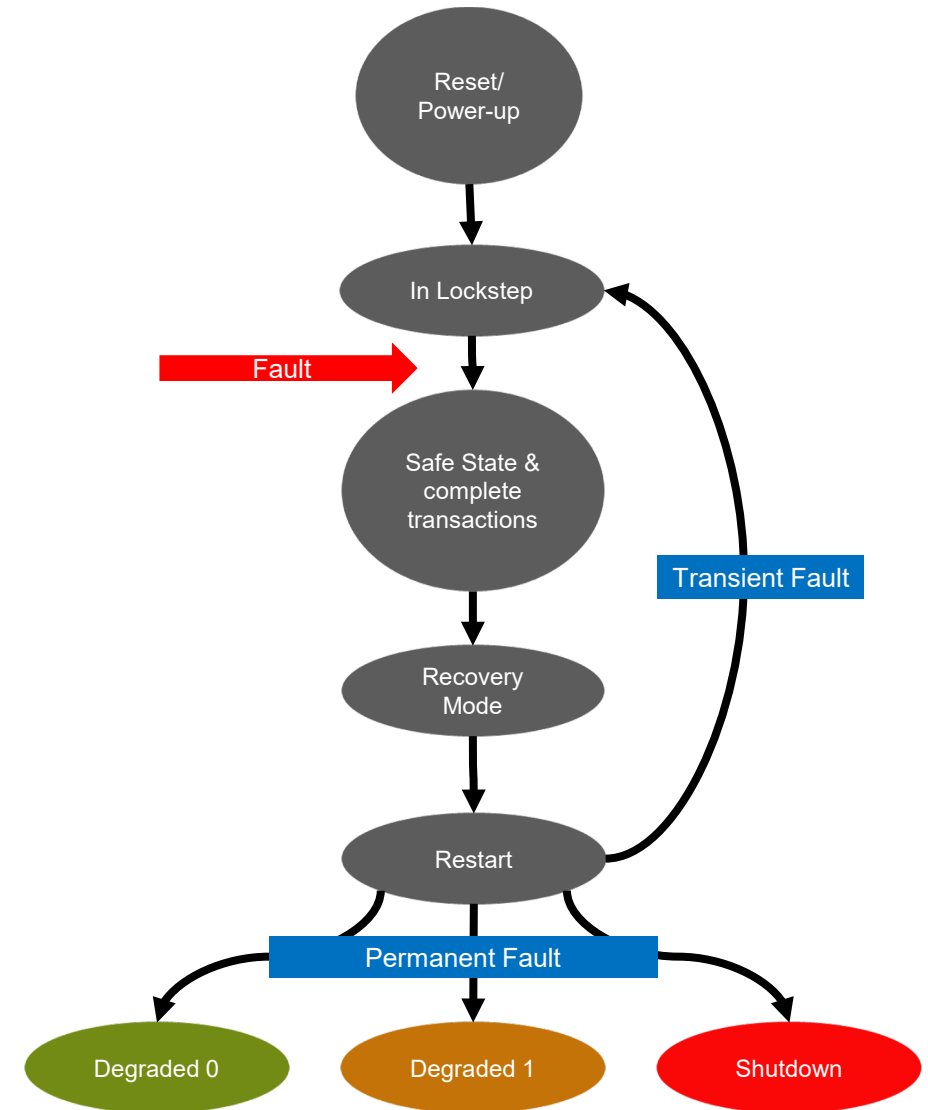 Reset/
Power-up
In Lockstep
Fault
Safe State &
complete
transactions
Transient Fault
Recovery
Mode
Restart
Permanent Fault
Degraded 0
Degraded 1
Shutdown